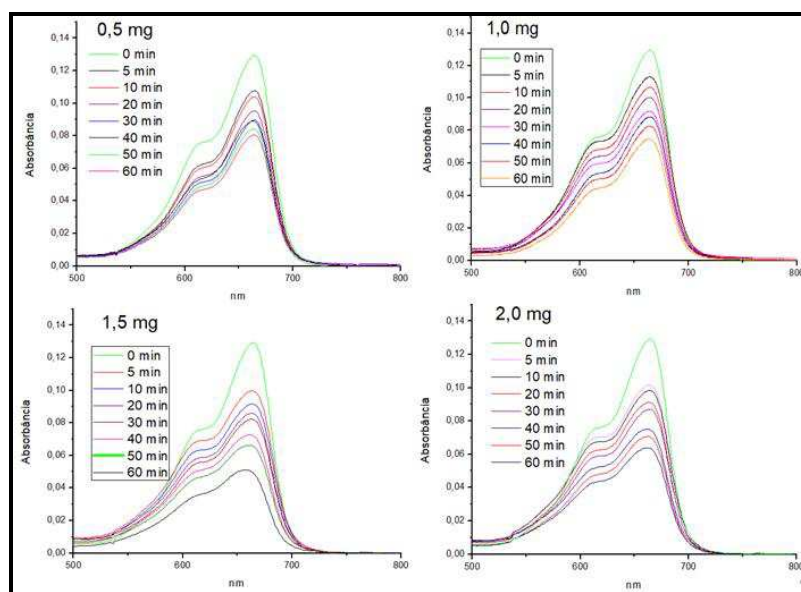 0,5 mg
0,14
0,12
0,10
0,08
0,06
0,04
0,02
0,00
Absorbância
0 min
5 min
10 min
20 min
30 min
40 min
50 min
60 min
500
600
700
800
nm
1,0 mg
0,14
0,12
0,10
0,08
0,06
0,04
0,02
0,00
Absorbância
0 min
5 min
10 min
20 min
30 min
40 min
50 min
60 min
500
600
700
800
nm
1,5 mg
0,14
0,12
0,10
0,08
0,06
0,04
0,02
0,00
Absorbância
0 min
5 min
10 min
20 min
30 min
40 min
50 min
60 min
500
600
700
800
nm
2,0 mg
0,14
0,12
0,10
0,08
0,06
0,04
0,02
0,00
Absorbância
0 min
5 min
10 min
20 min
30 min
40 min
50 min
60 min
500
600
700
800
nm